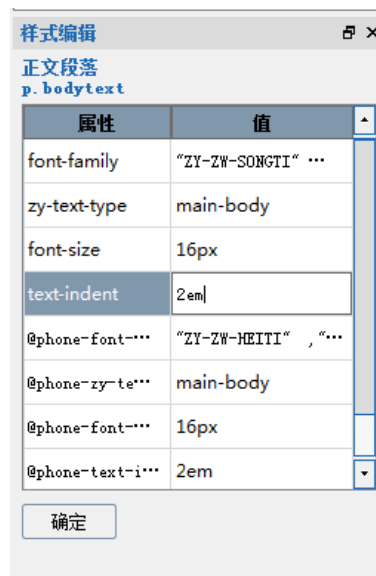 样式编辑
正文段落
p.bodytext
属性 值
font-family "ZY-ZW-SONGTI" …
zy-text-type main-body
font-size 16px
text-indent 2em
@phone-font-… "ZY-ZW-HEITI" ,"…
@phone-zy-te… main-body
@phone-font-… 16px
@phone-text-i… 2em
确定